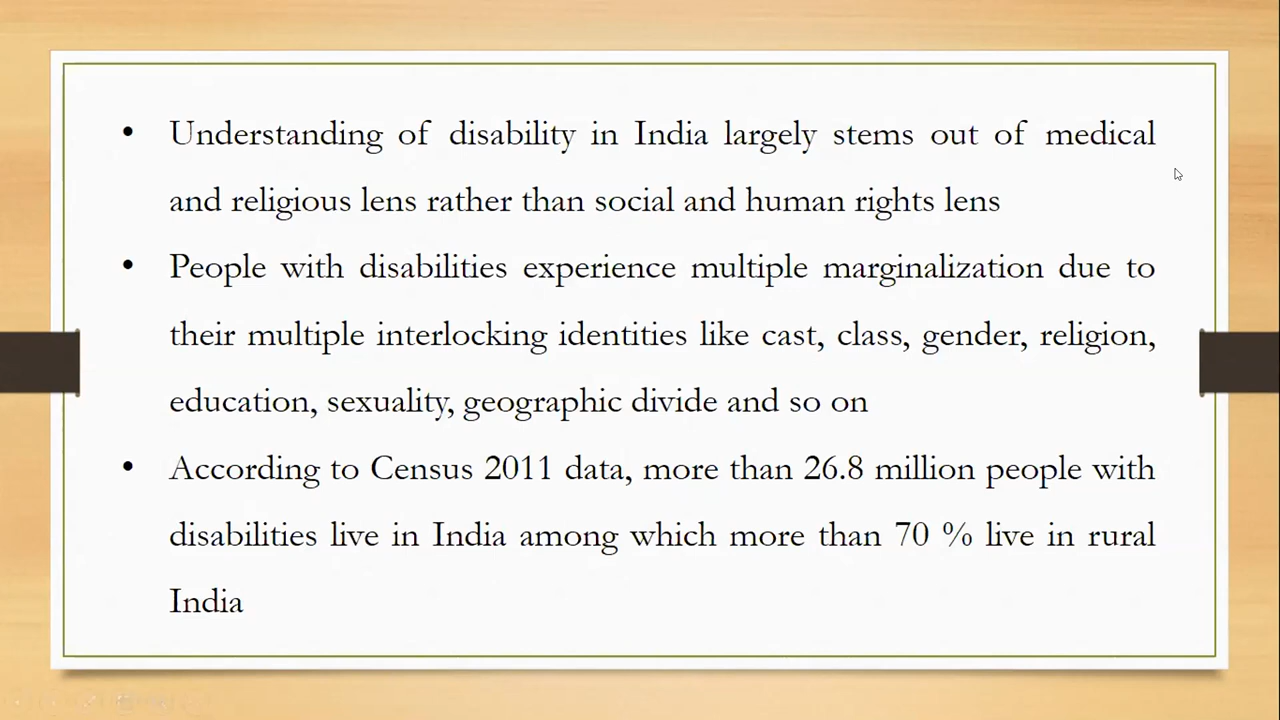 • Understanding of disability in India largely stems out of medical
and religious lens rather than social and human rights lens
• People with disabilities experience multiple marginalization due to
their multiple interlocking identities like cast, class, gender, religion,
education, sexuality, geographic divide and so on
• According to Census 2011 data, more than 26.8 million people with
disabilities live in India among which more than 70 % live in rural
India